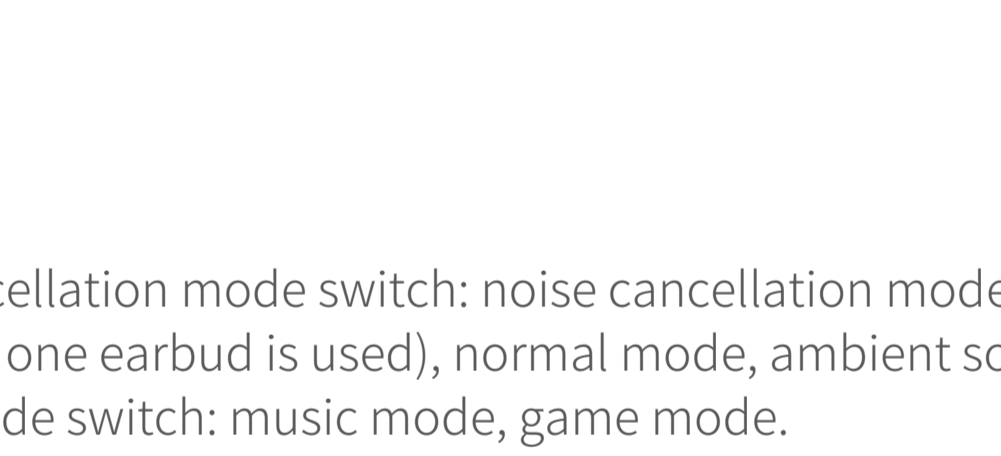 cellation mode switch: noise cancellation mode
one earbud is used), normal mode, ambient so
de switch: music mode, game mode.